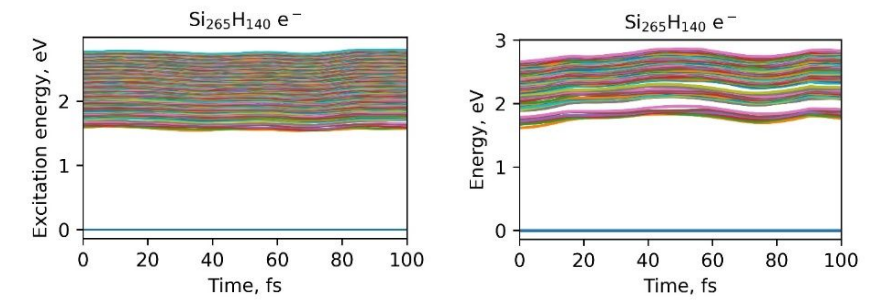 Si₂₆₅H₁₄₀ e⁻
Excitation energy, eV
2
1
0
0 20 40 60 80 100
Time, fs
Si₂₆₅H₁₄₀ e⁻
Energy, eV
3
2
1
0
0 20 40 60 80 100
Time, fs